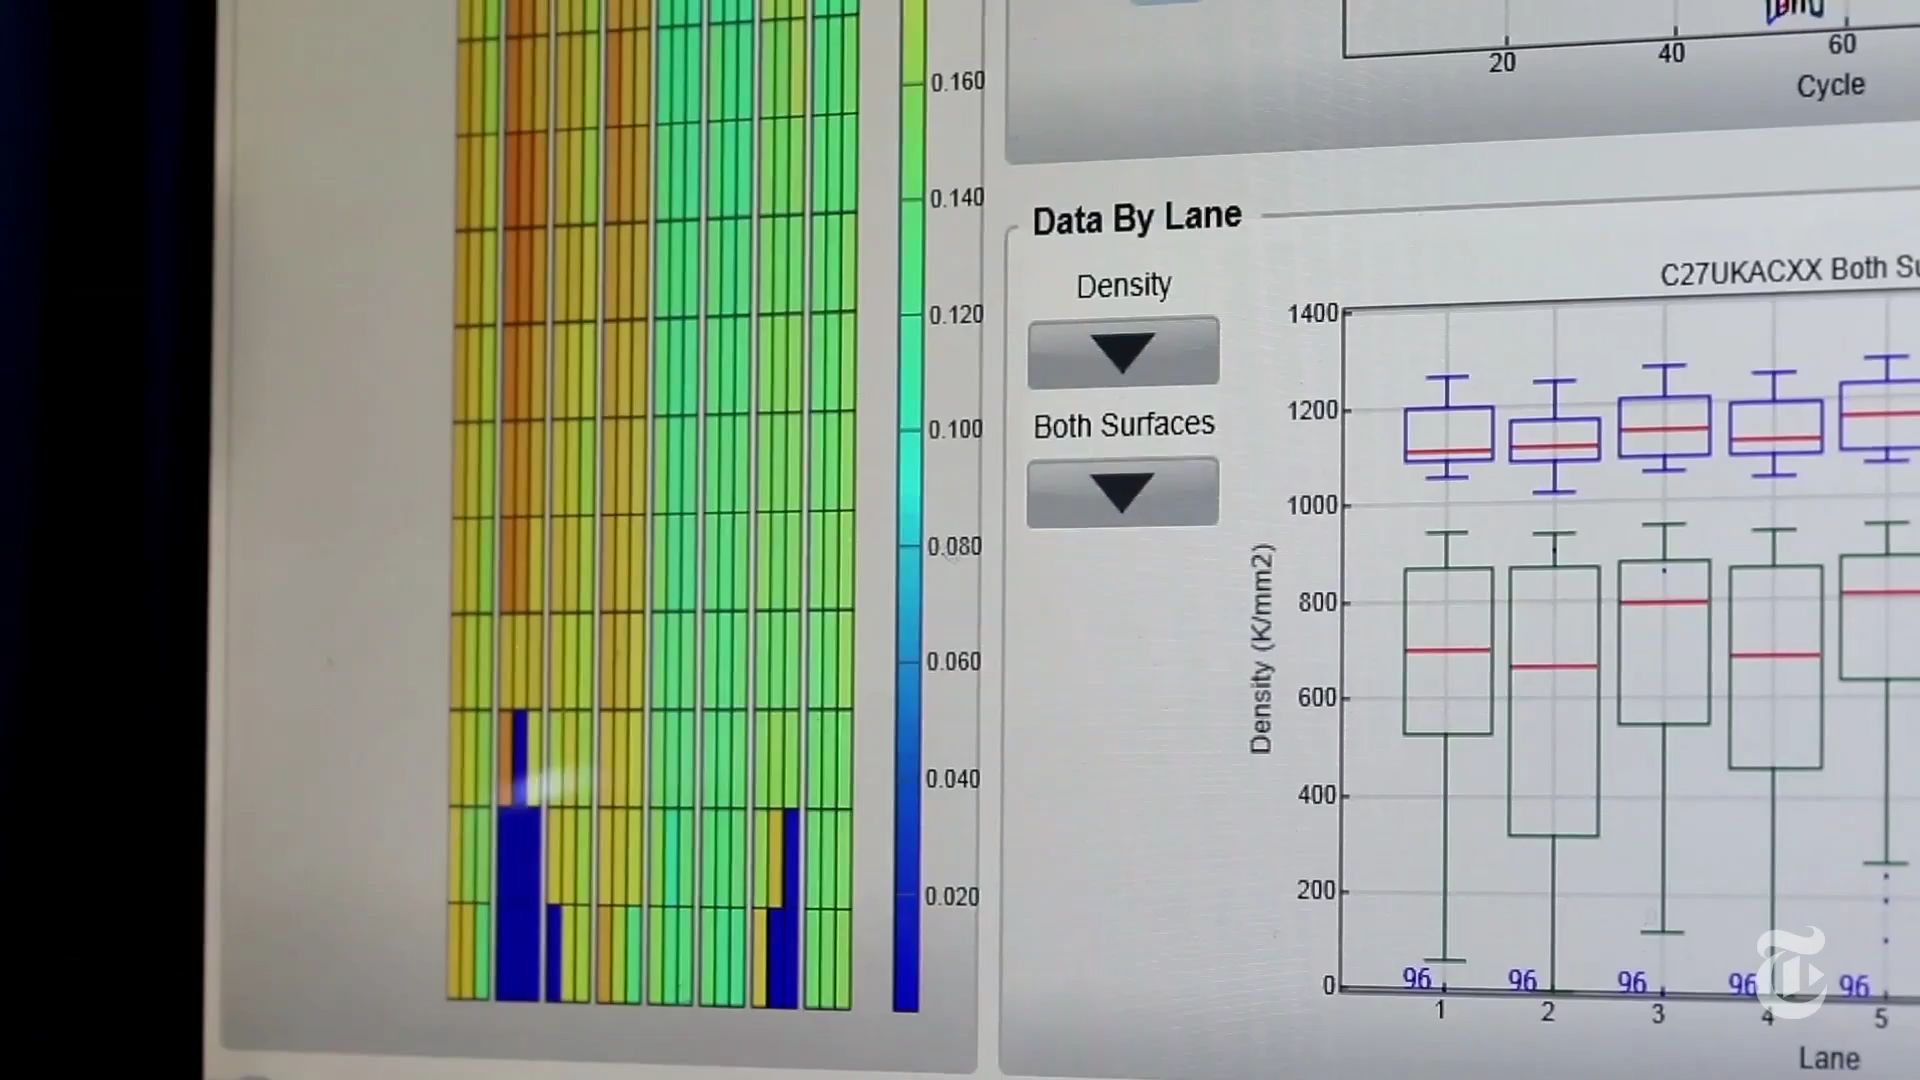 0.160
0.140
0.120
0.100
0.080
0.060
0.040
0.020
20 40 60
Cycle
Data By Lane
Density
Both Surfaces
C27UKACXX Both Su
1400
1200
1000
800
600
400
200
0
Density (K/mm2)
96 96 96 96 96
1 2 3 4 5
Lane